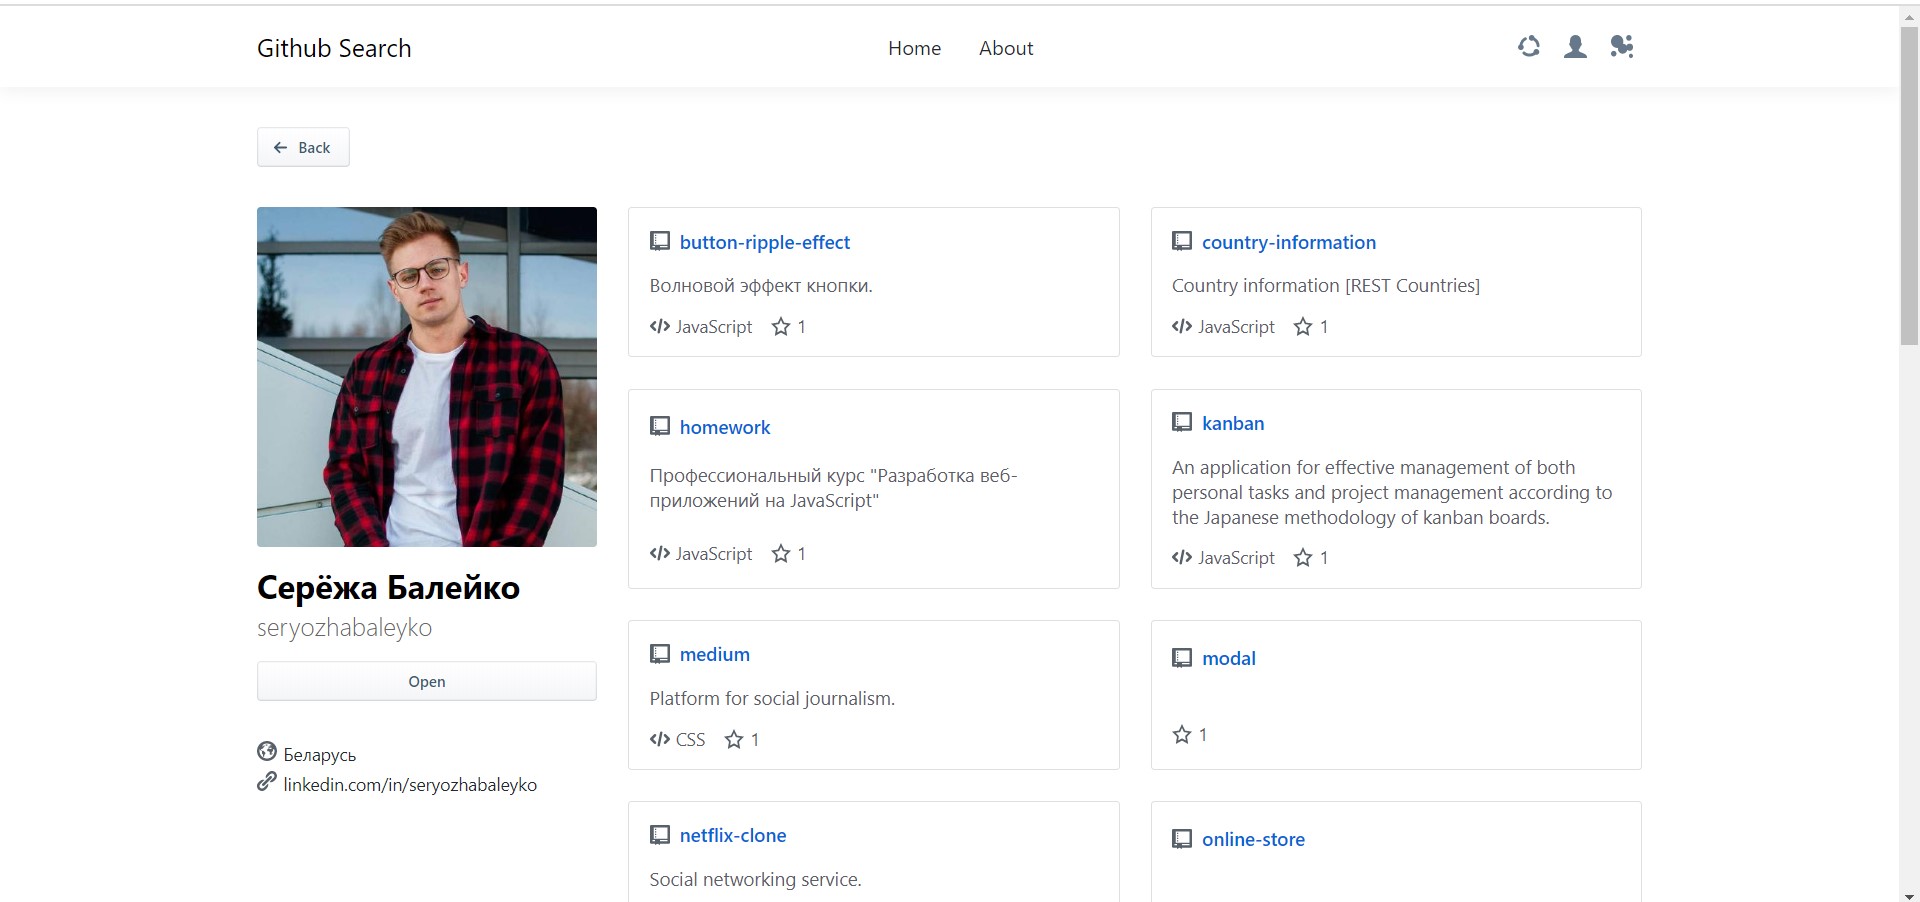 Github Search
Home
About
Back
Серёжа Балейко
seryozhabaleyko
Open
Беларусь
linkedin.com/in/seryozhabaleyko
button-ripple-effect
Волновой эффект кнопки.
JavaScript 1
country-information
Country information [REST Countries]
JavaScript 1
homework
Профессиональный курс "Разработка веб-
приложений на JavaScript"
JavaScript 1
kanban
An application for effective management of both
personal tasks and project management according to
the Japanese methodology of kanban boards.
JavaScript 1
medium
Platform for social journalism.
CSS 1
modal
1
netflix-clone
Social networking service.
online-store